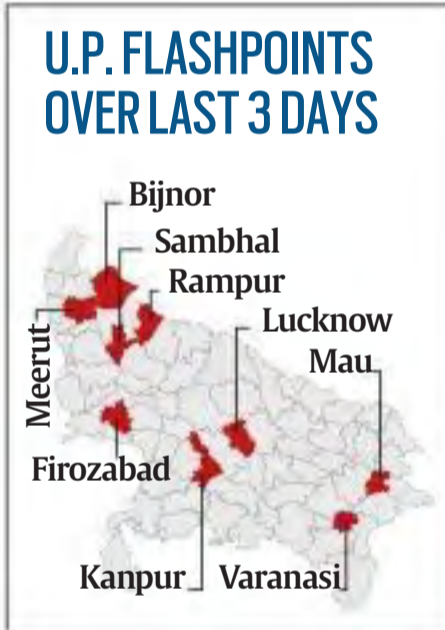 U.P. FLASHPOINTS
OVER LAST 3 DAYS
Bijnor
Sambhal
Rampur
Lucknow
Mau
Meerut
Firozabad
Kanpur
Varanasi